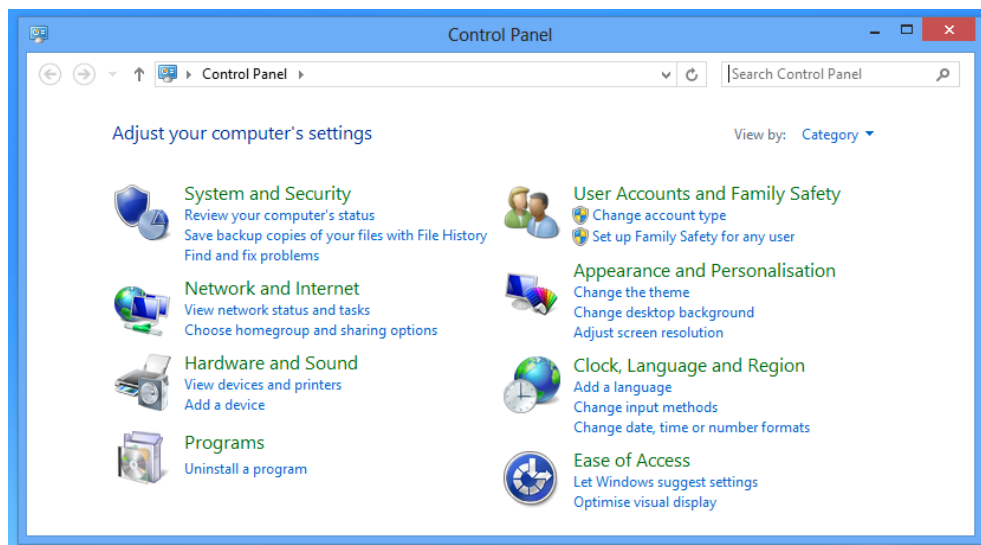 Control Panel
Control Panel
Search Control Panel
Adjust your computer's settings
View by: Category
System and Security
Review your computer's status
Save backup copies of your files with File History
Find and fix problems
Network and Internet
View network status and tasks
Choose homegroup and sharing options
Hardware and Sound
View devices and printers
Add a device
Programs
Uninstall a program
User Accounts and Family Safety
Change account type
Set up Family Safety for any user
Appearance and Personalisation
Change the theme
Change desktop background
Adjust screen resolution
Clock, Language and Region
Add a language
Change input methods
Change date, time or number formats
Ease of Access
Let Windows suggest settings
Optimise visual display